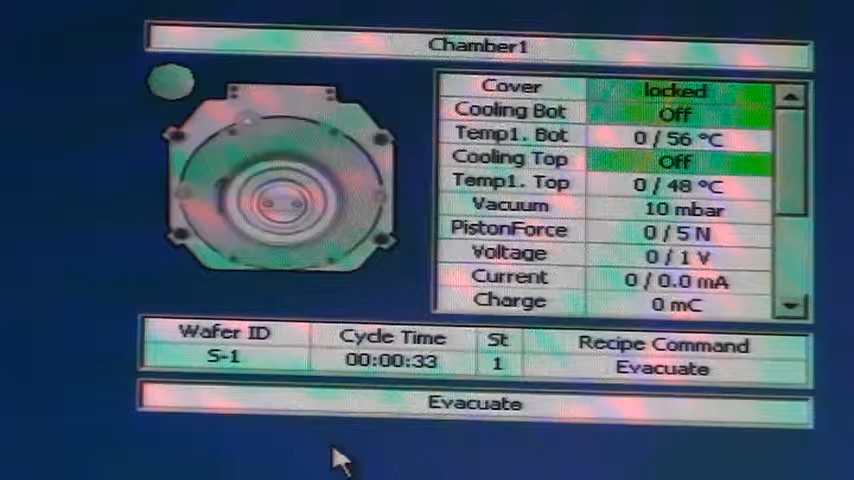 Chamber1
Cover locked
Cooling Bot Off
Temp1. Bot 0 / 56 °C
Cooling Top Off
Temp1. Top 0 / 48 °C
Vacuum 10 mbar
PistonForce 0 / 5 N
Voltage 0 / 1 V
Current 0 / 0.0 mA
Charge 0 mC
Wafer ID Cycle Time St Recipe Command
S-1 00:00:33 1 Evacuate
Evacuate